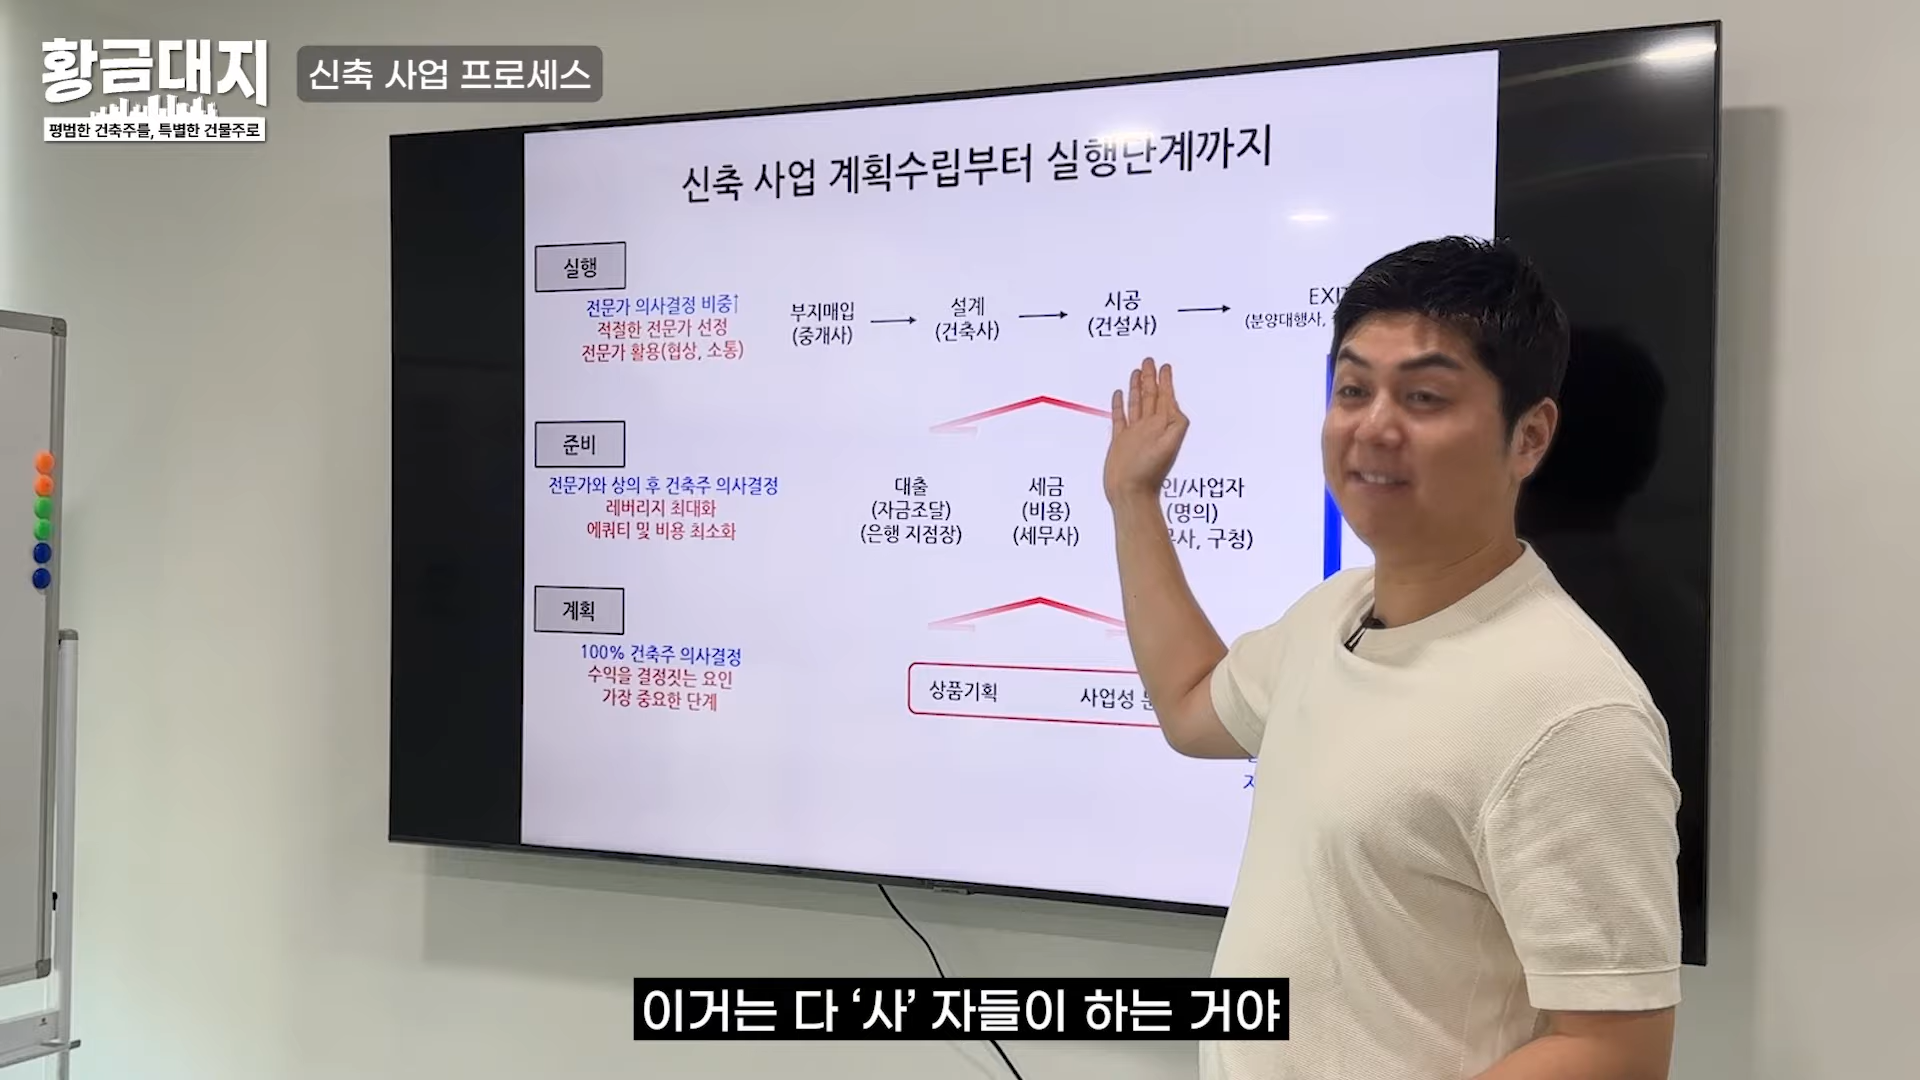 황금대지
평범한 건축주를, 특별한 건물주로
신축 사업 프로세스
신축 사업 계획수립부터 실행단계까지
실행
전문가 의사결정 비중↑
적절한 전문가 선정
전문가 활용(협상, 소통)
부지매입
(중개사)
설계
(건축사)
시공
(건설사)
EXIT
(분양대행사,
준비
전문가와 상의 후 건축주 의사결정
레버리지 최대화
에쿼티 및 비용 최소화
대출
(자금조달)
(은행 지점장)
세금
(비용)
(세무사)
인/사업자
(명의)
사, 구청)
계획
100% 건축주 의사결정
수익을 결정짓는 요인
가장 중요한 단계
상품기획
사업성
이거는 다 ‘사’ 자들이 하는 거야